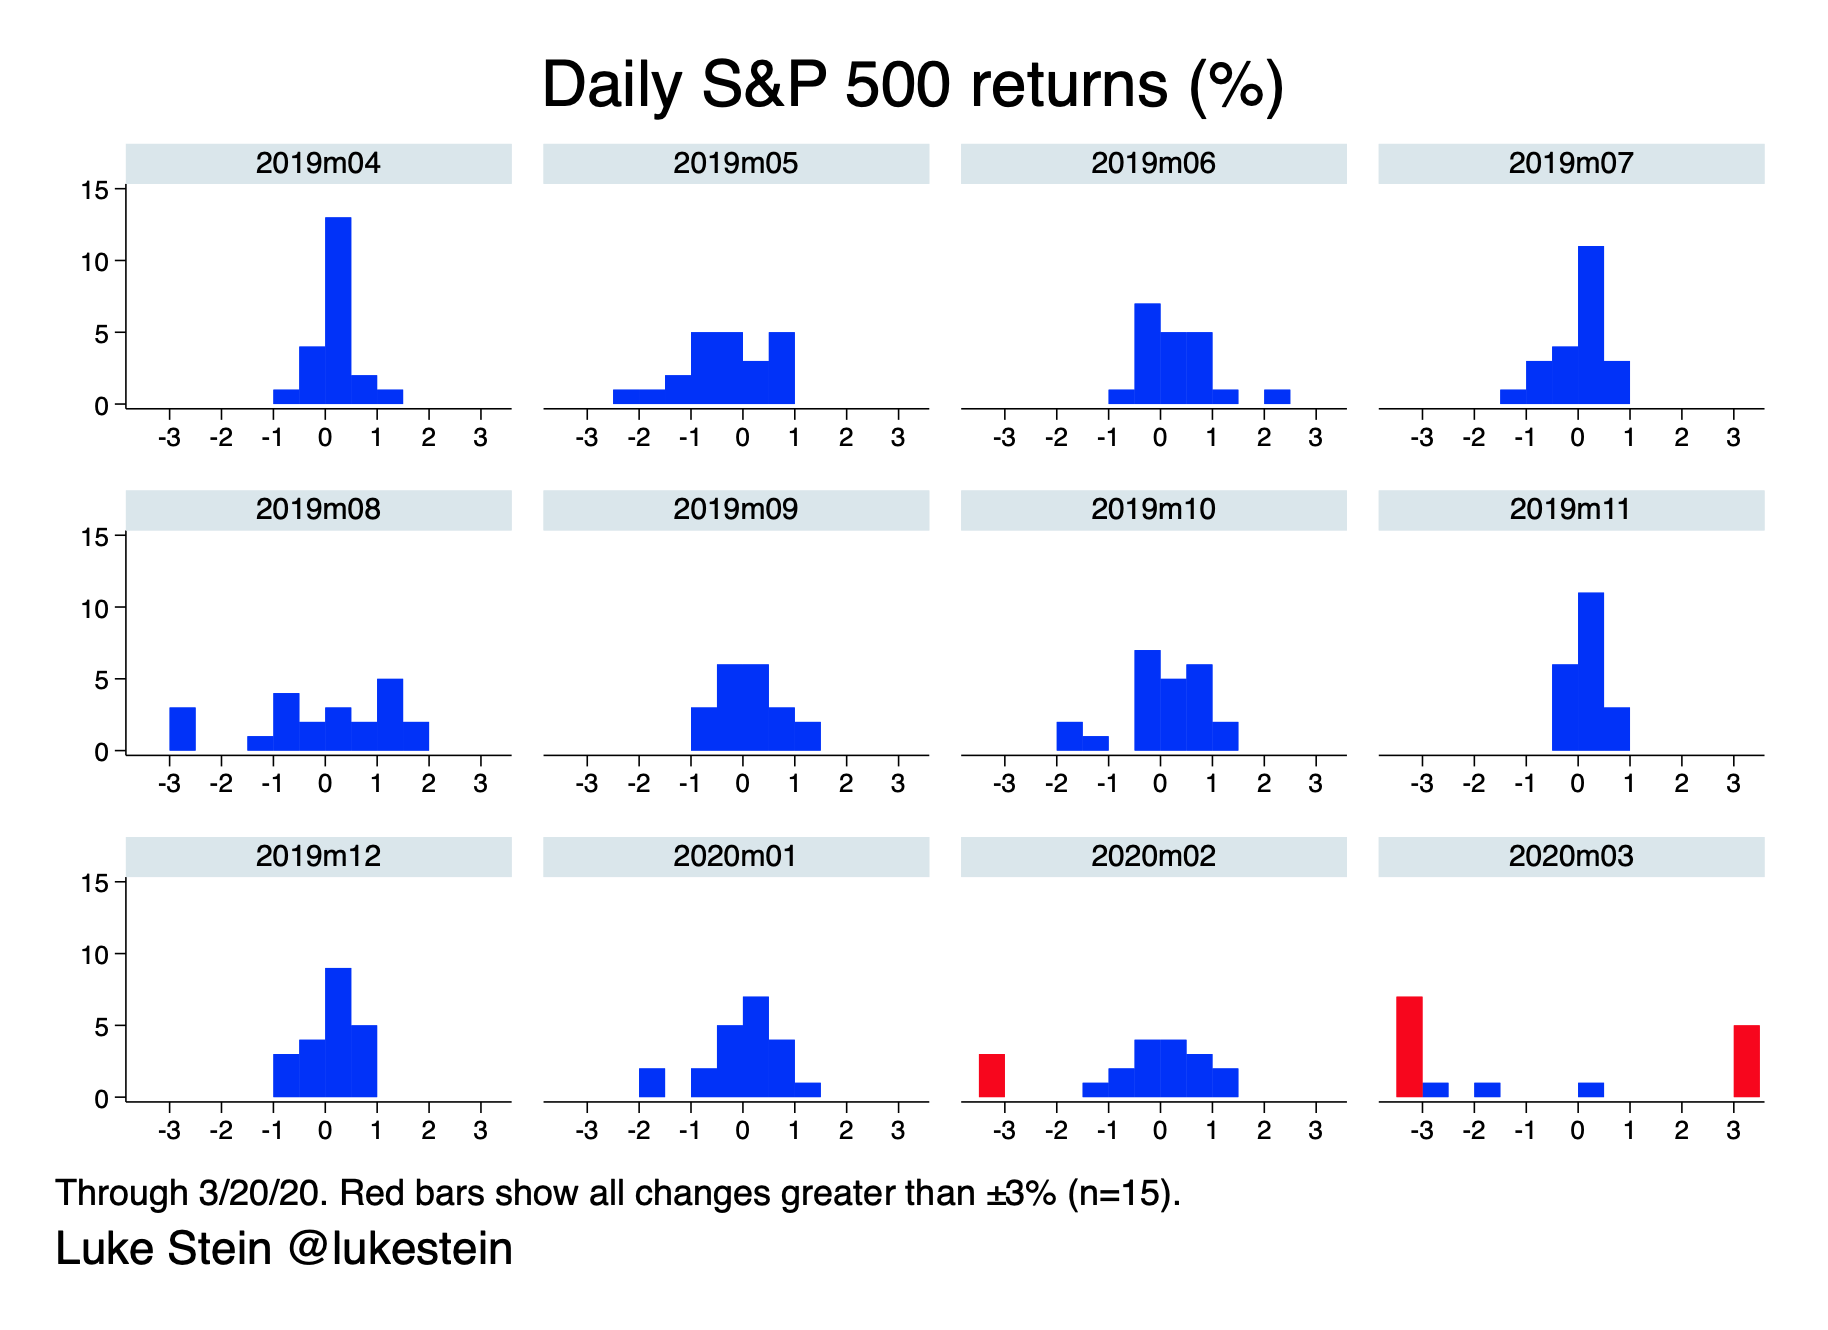 Daily S&P 500 returns (%)
2019m04 2019m05 2019m06 2019m07
15
10
5
0
-3 -2 -1 0 1 2 3 -3 -2 -1 0 1 2 3 -3 -2 -1 0 1 2 3 -3 -2 -1 0 1 2 3
2019m08 2019m09 2019m10 2019m11
15
10
5
0
-3 -2 -1 0 1 2 3 -3 -2 -1 0 1 2 3 -3 -2 -1 0 1 2 3 -3 -2 -1 0 1 2 3
2019m12 2020m01 2020m02 2020m03
15
10
5
0
-3 -2 -1 0 1 2 3 -3 -2 -1 0 1 2 3 -3 -2 -1 0 1 2 3 -3 -2 -1 0 1 2 3
Through 3/20/20. Red bars show all changes greater than ±3% (n=15).
Luke Stein @lukestein